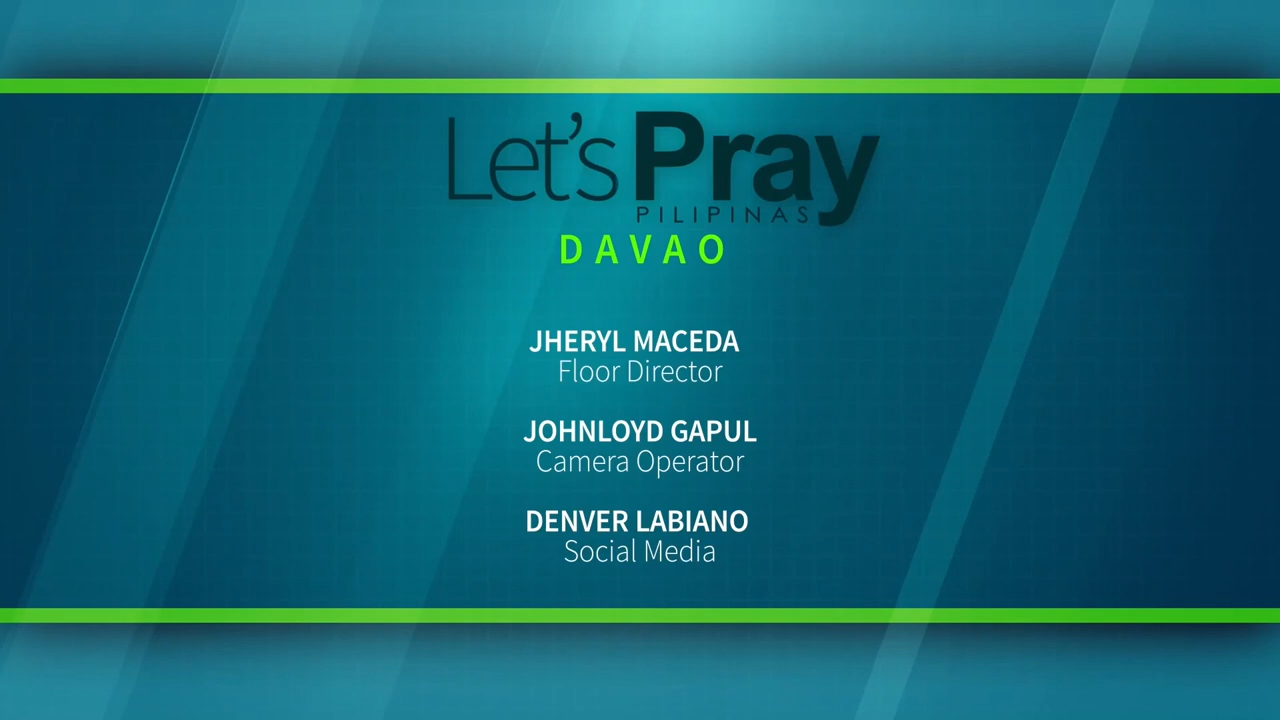 Let's Pray
PILIPINAS
DAVAO
JHERYL MACEDA
Floor Director
JOHNLOYD GAPUL
Camera Operator
DENVER LABIANO
Social Media